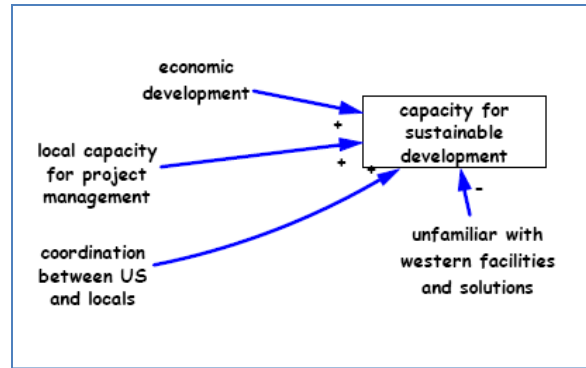 economic
development
+
local capacity
for project
management
+
coordination
between US
and locals
+
capacity for
sustainable
development
-
unfamiliar with
western facilities
and solutions